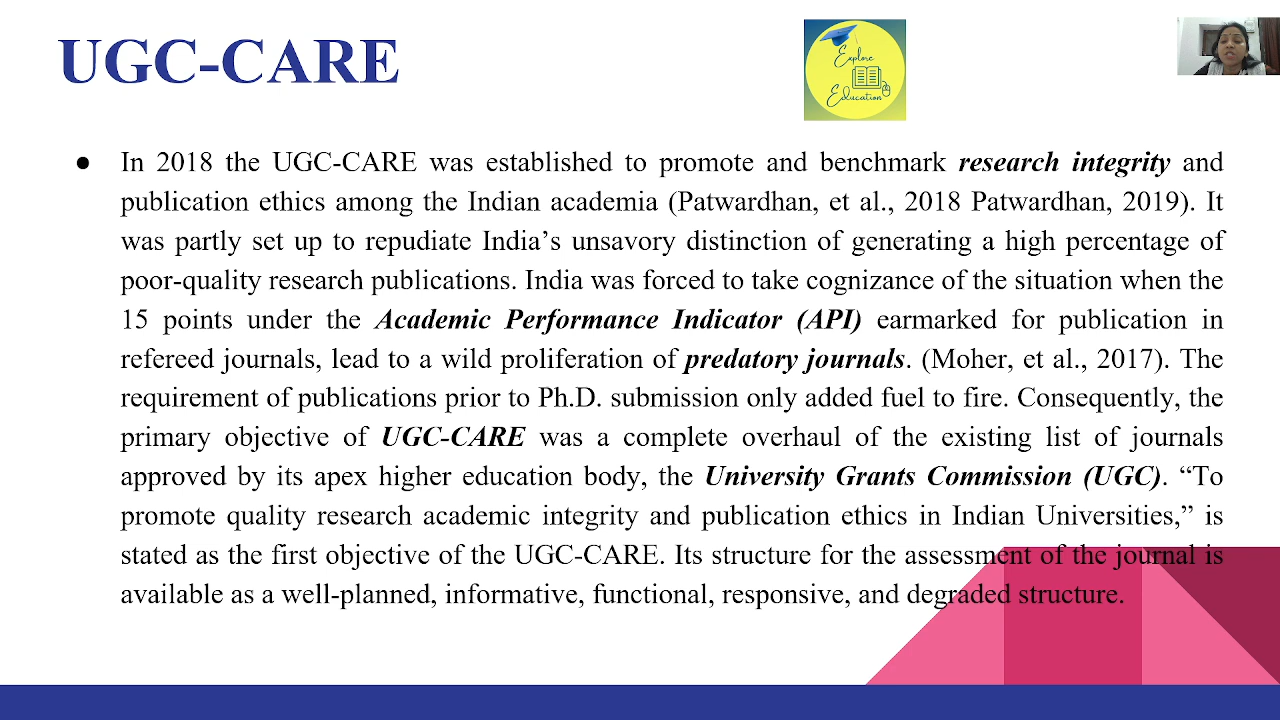 UGC-CARE
Explore
Education
● In 2018 the UGC-CARE was established to promote and benchmark research integrity and
publication ethics among the Indian academia (Patwardhan, et al., 2018 Patwardhan, 2019). It
was partly set up to repudiate India’s unsavory distinction of generating a high percentage of
poor-quality research publications. India was forced to take cognizance of the situation when the
15 points under the Academic Performance Indicator (API) earmarked for publication in
refereed journals, lead to a wild proliferation of predatory journals. (Moher, et al., 2017). The
requirement of publications prior to Ph.D. submission only added fuel to fire. Consequently, the
primary objective of UGC-CARE was a complete overhaul of the existing list of journals
approved by its apex higher education body, the University Grants Commission (UGC). “To
promote quality research academic integrity and publication ethics in Indian Universities,” is
stated as the first objective of the UGC-CARE. Its structure for the assessment of the journal is
available as a well-planned, informative, functional, responsive, and degraded structure.